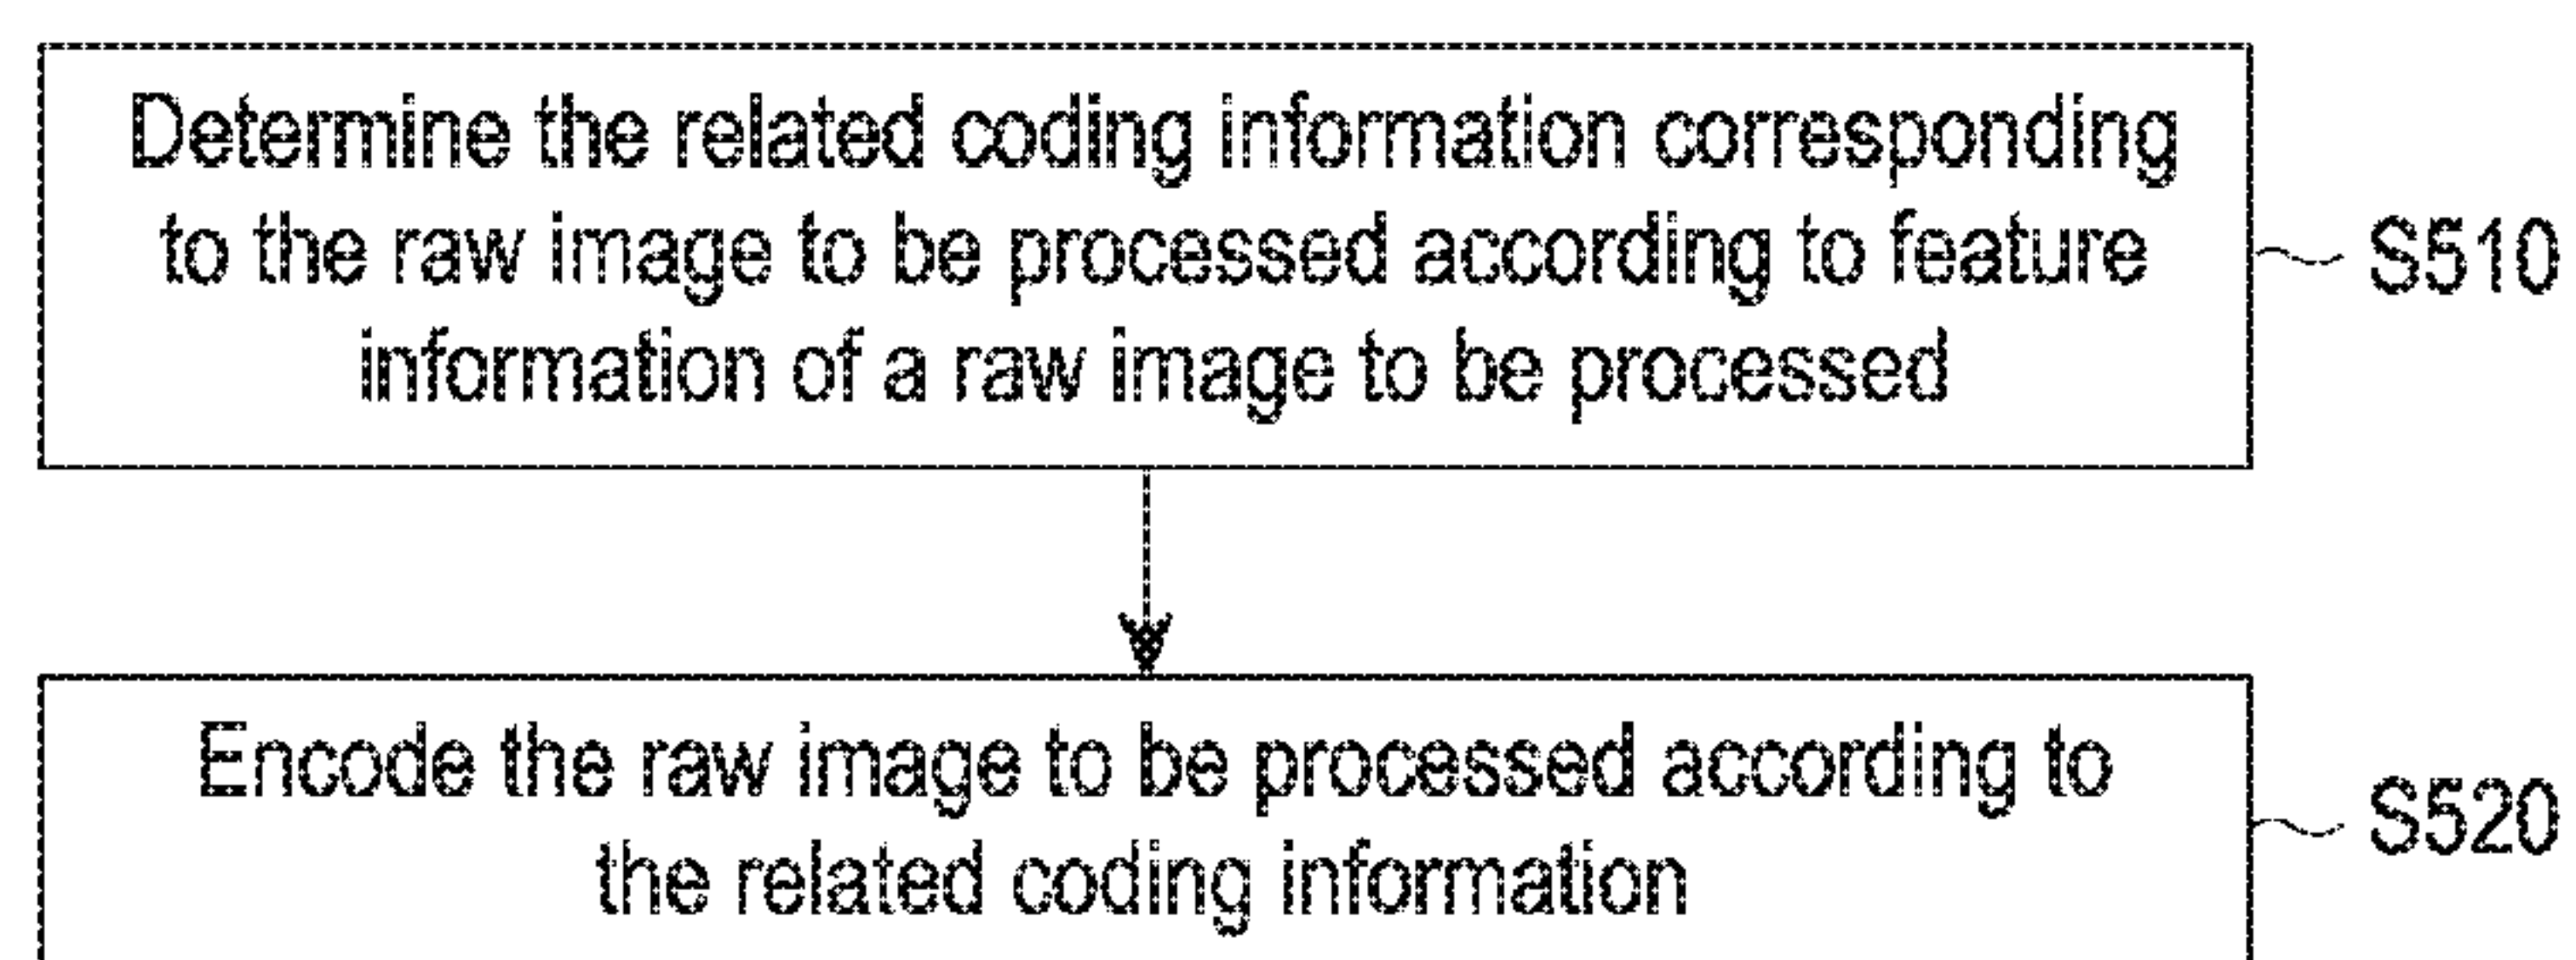 Determine the related coding information corresponding
to the raw image to be processed according to feature
information of a raw image to be processed
S510
Encode the raw image to be processed according to
the related coding information
S520